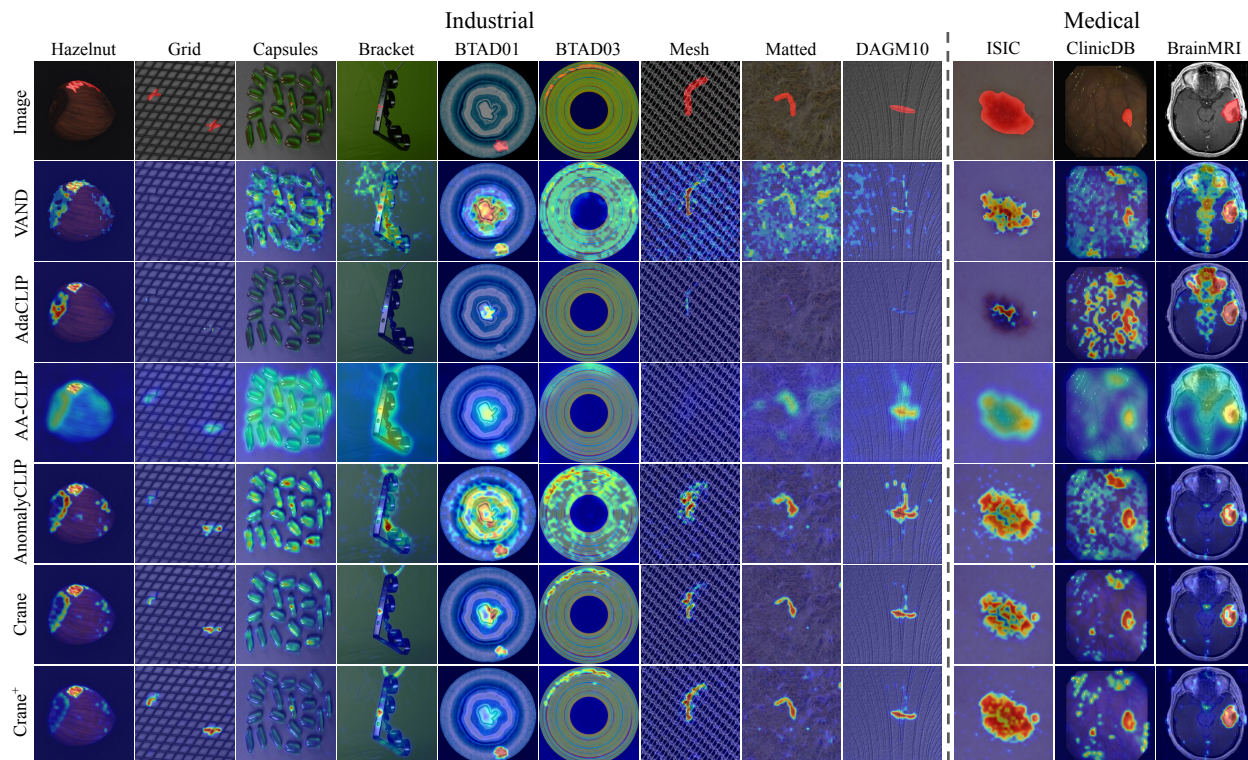 Industrial Medical
Hazelnut Grid Capsules Bracket BTAD01 BTAD03 Mesh Matted DAGM10 ISIC ClinicDB BrainMRI
Image
VAND
AdaCLIP
AA-CLIP
AnomalyCLIP
Crane
Crane⁺